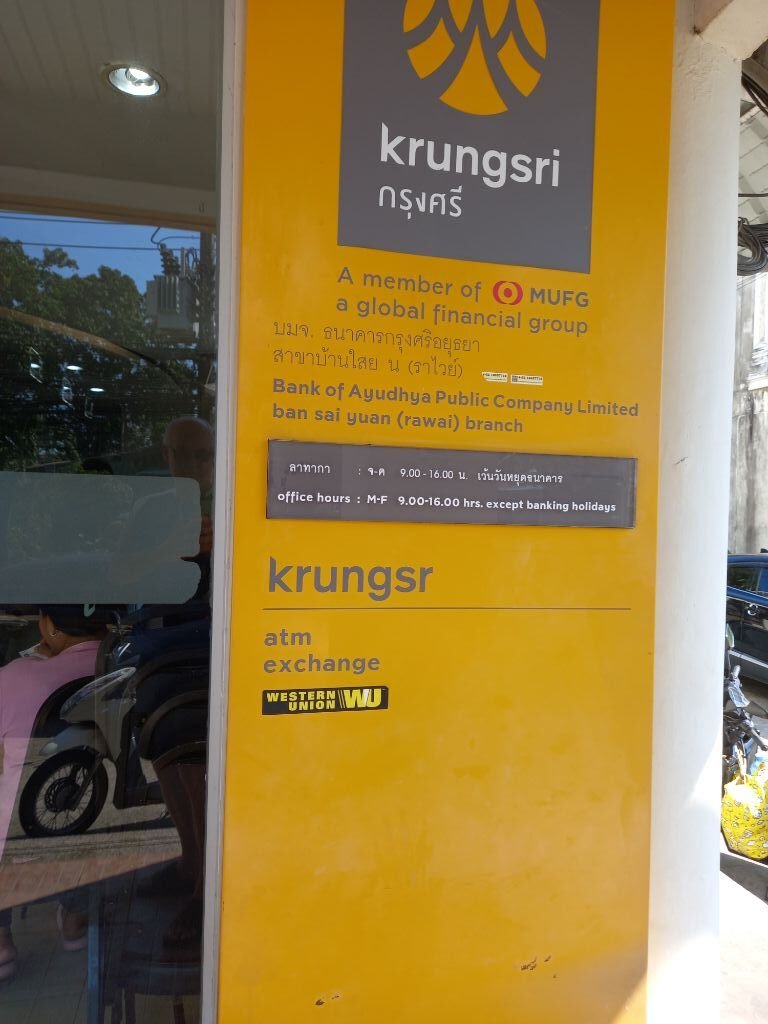 krungsri
กรุงศรี
A member of MUFG
a global financial group
บมจ. ธนาคารกรุงศรีอยุธยา
สาขาบ้านใสย น (ราไวย์)
Bank of Ayudhya Public Company Limited
ban sai yuan (rawai) branch
ลาทากา : จ-ศ 9.00 - 16.00 น. เว้นวันหยุดธนาคาร
office hours : M-F 9.00-16.00 hrs. except banking holidays
krungsr
atm
exchange
WESTERN UNION WU